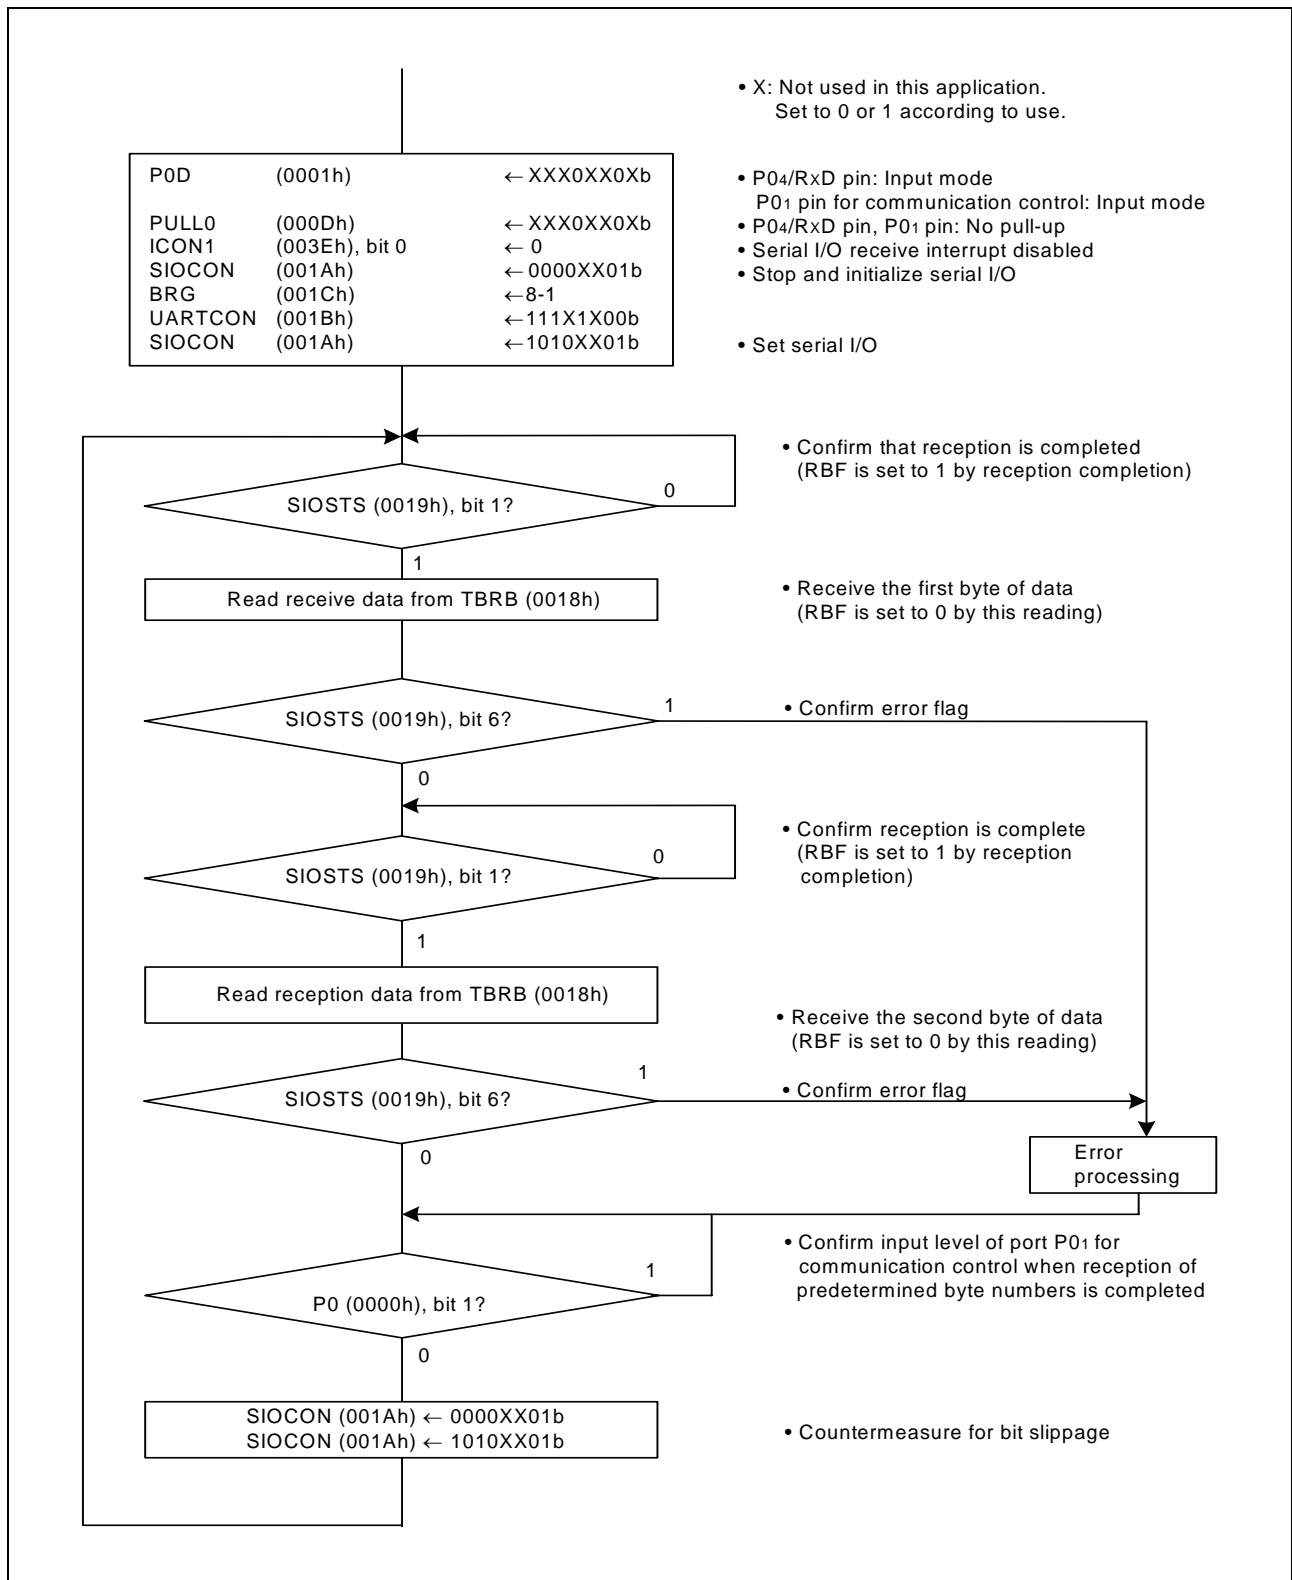 • X: Not used in this application.
Set to 0 or 1 according to use.
P0D (0001h) ← XXX0XX0Xb
• P04/RxD pin: Input mode
P01 pin for communication control: Input mode
PULL0 (000Dh) ← XXX0XX0Xb
• P04/RxD pin, P01 pin: No pull-up
ICON1 (003Eh), bit 0 ← 0
• Serial I/O receive interrupt disabled
SIOCON (001Ah) ← 0000XX01b
• Stop and initialize serial I/O
BRG (001Ch) ←8-1
UARTCON (001Bh) ←111X1X00b
SIOCON (001Ah) ←1010XX01b
• Set serial I/O
• Confirm that reception is completed
(RBF is set to 1 by reception completion)
SIOSTS (0019h), bit 1?
0
1
Read receive data from TBRB (0018h)
• Receive the first byte of data
(RBF is set to 0 by this reading)
SIOSTS (0019h), bit 6?
1
• Confirm error flag
0
• Confirm reception is complete
(RBF is set to 1 by reception
completion)
SIOSTS (0019h), bit 1?
0
1
Read reception data from TBRB (0018h)
• Receive the second byte of data
(RBF is set to 0 by this reading)
SIOSTS (0019h), bit 6?
1
• Confirm error flag
0
Error
processing
• Confirm input level of port P01 for
communication control when reception of
predetermined byte numbers is completed
P0 (0000h), bit 1?
1
0
SIOCON (001Ah) ← 0000XX01b
SIOCON (001Ah) ← 1010XX01b
• Countermeasure for bit slippage